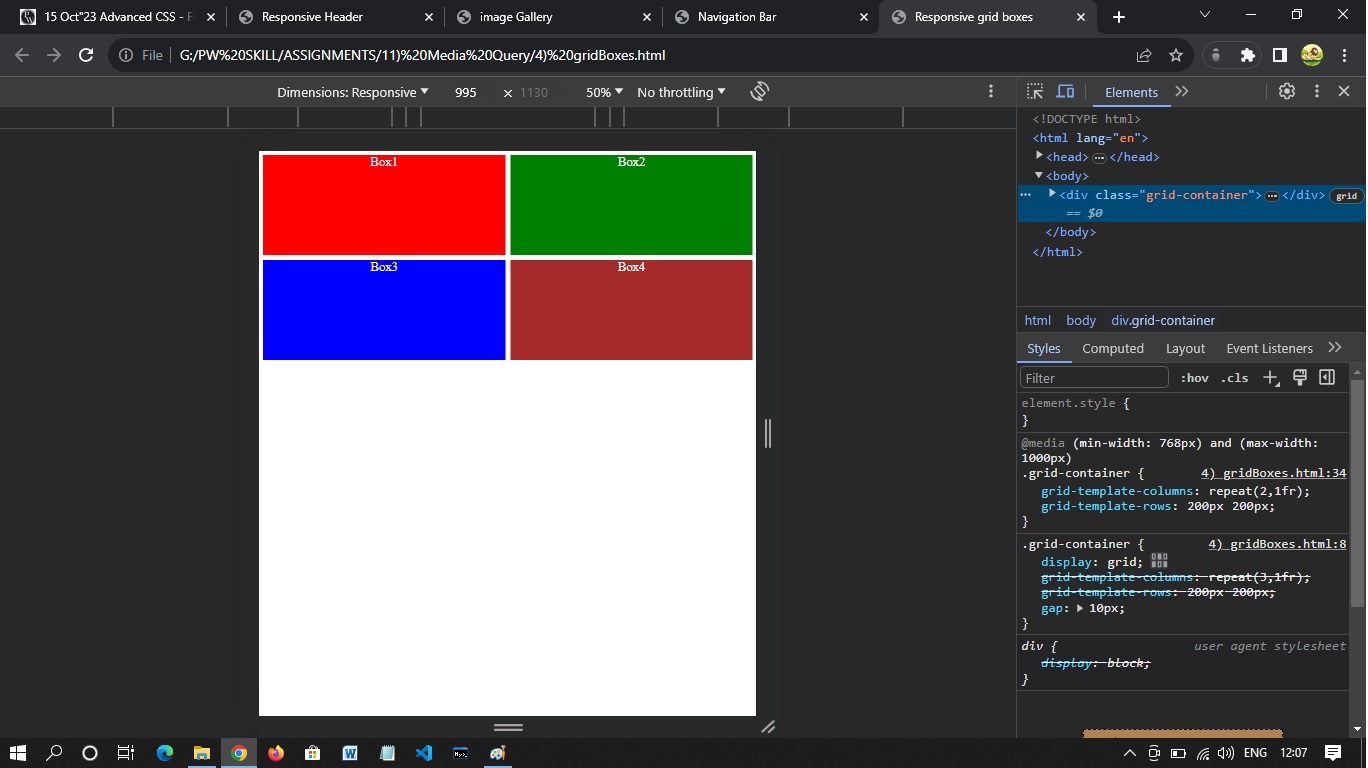 15 Oct"23 Advanced CSS - F
Responsive Header
image Gallery
Navigation Bar
Responsive grid boxes
File
G:/PW%20SKILL/ASSIGNMENTS/11)%20Media%20Query/4)%20gridBoxes.html
Dimensions: Responsive 995 × 1130 50% No throttling
Elements
<!DOCTYPE html>
<html lang="en">
<head> ••• </head>
<body>
••• <div class="grid-container"> ••• </div> grid
== $0
</body>
</html>
Box1 Box2
Box3 Box4
html body div.grid-container
Styles Computed Layout Event Listeners
Filter :hov .cls
element.style {
}
@media (min-width: 768px) and (max-width:
1000px)
.grid-container { 4) gridBoxes.html:34
grid-template-columns: repeat(2,1fr);
grid-template-rows: 200px 200px;
}
.grid-container { 4) gridBoxes.html:8
display: grid;
grid-template-columns: repeat(3,1fr);
grid-template-rows: 200px 200px;
gap: 10px;
}
div { user agent stylesheet
display: block;
}
ENG 12:07